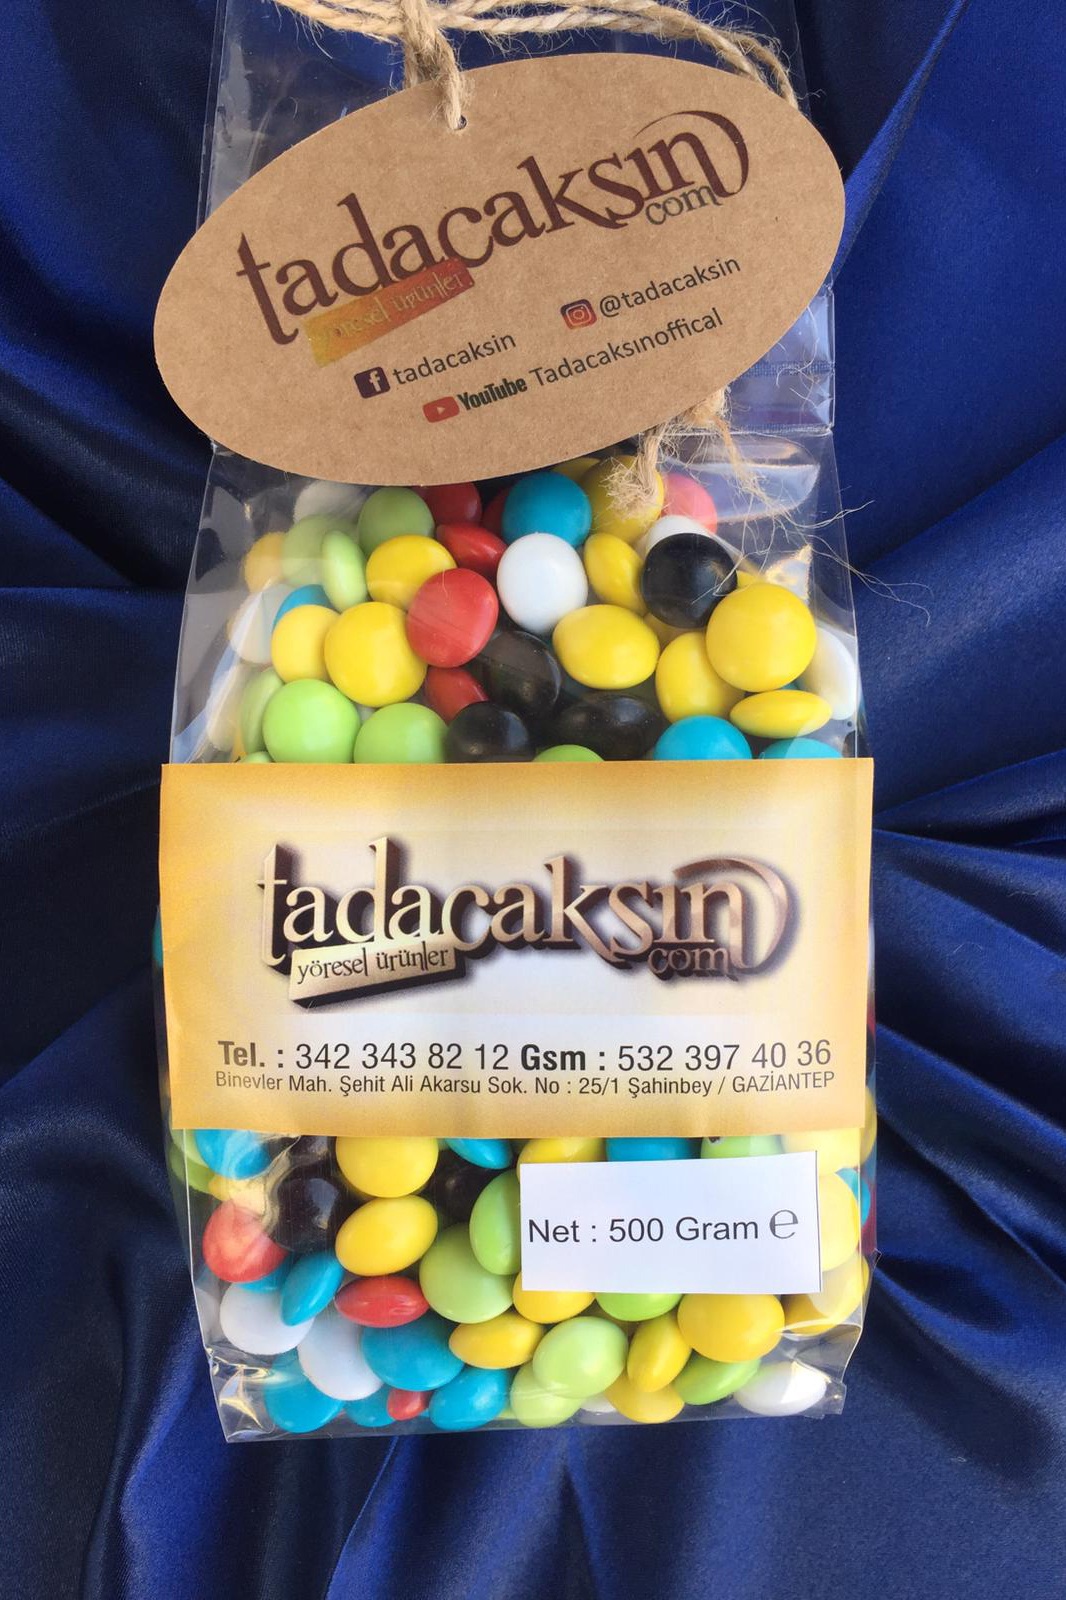 tadacaksın
com
yöresel ürünler
@tadacaksin
tadacaksin
YouTube Tadacaksınoffical
tadacaksın
yöresel ürünler
com
Tel. : 342 343 82 12 Gsm : 532 397 40 36
Binevler Mah. Şehit Ali Akarsu Sok. No : 25/1 Şahinbey / GAZİANTEP
Net : 500 Gram ℮